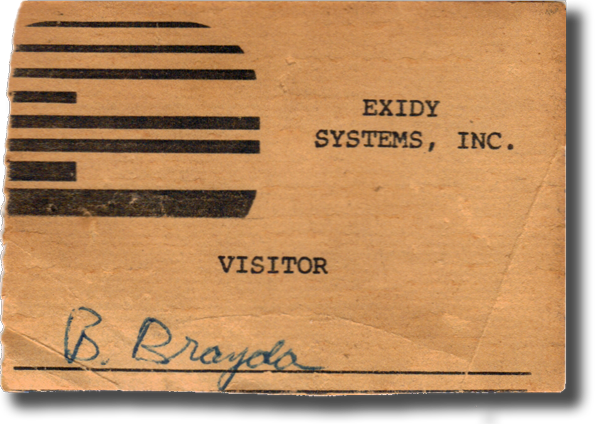 EXIDY
SYSTEMS, INC.
VISITOR
B. Brayda